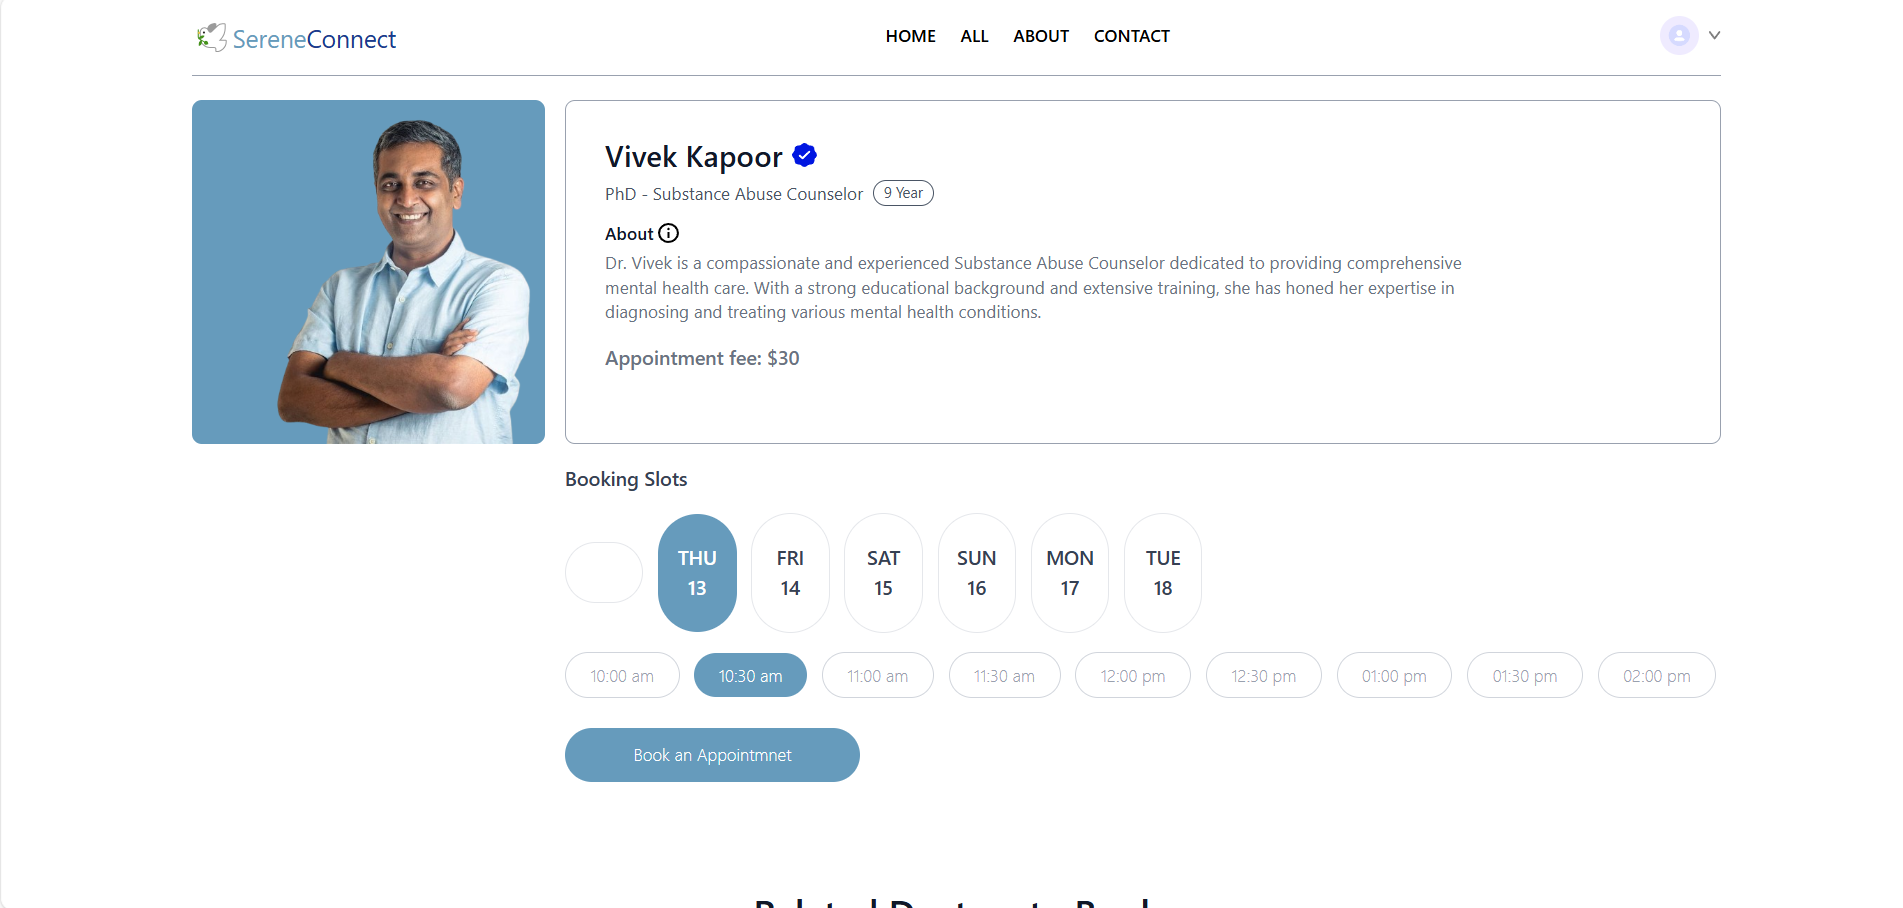 SereneConnect
HOME ALL ABOUT CONTACT
Vivek Kapoor
PhD - Substance Abuse Counselor 9 Year
About
Dr. Vivek is a compassionate and experienced Substance Abuse Counselor dedicated to providing comprehensive
mental health care. With a strong educational background and extensive training, she has honed her expertise in
diagnosing and treating various mental health conditions.
Appointment fee: $30
Booking Slots
THU FRI SAT SUN MON TUE
13 14 15 16 17 18
10:00 am 10:30 am 11:00 am 11:30 am 12:00 pm 12:30 pm 01:00 pm 01:30 pm 02:00 pm
Book an Appointmnet